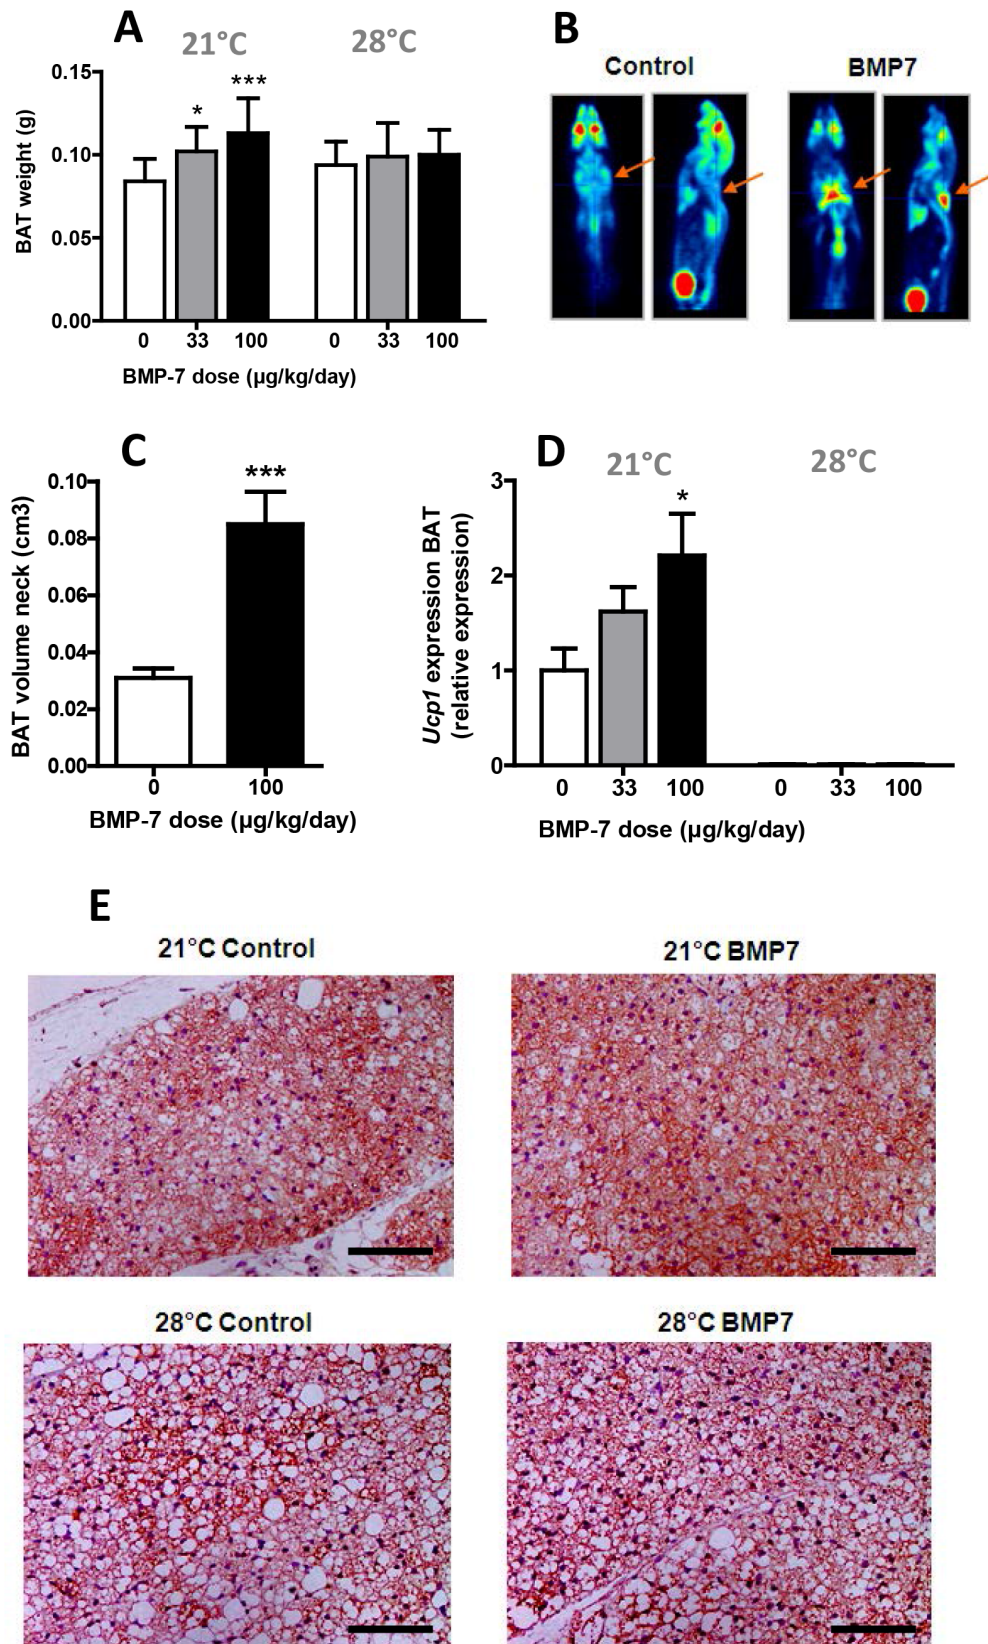 A
21°C
28°C
BAT weight (g)
0.15
0.10
0.05
0.00
*
***
0 33 100 0 33 100
BMP-7 dose (µg/kg/day)
B
Control
BMP7
C
BAT volume neck (cm3)
0.10
0.08
0.06
0.04
0.02
0.00
***
0 100
BMP-7 dose (µg/kg/day)
D
21°C
28°C
Ucp1 expression BAT
(relative expression)
3
2
1
0
*
0 33 100 0 33 100
BMP-7 dose (µg/kg/day)
E
21°C Control
21°C BMP7
28°C Control
28°C BMP7